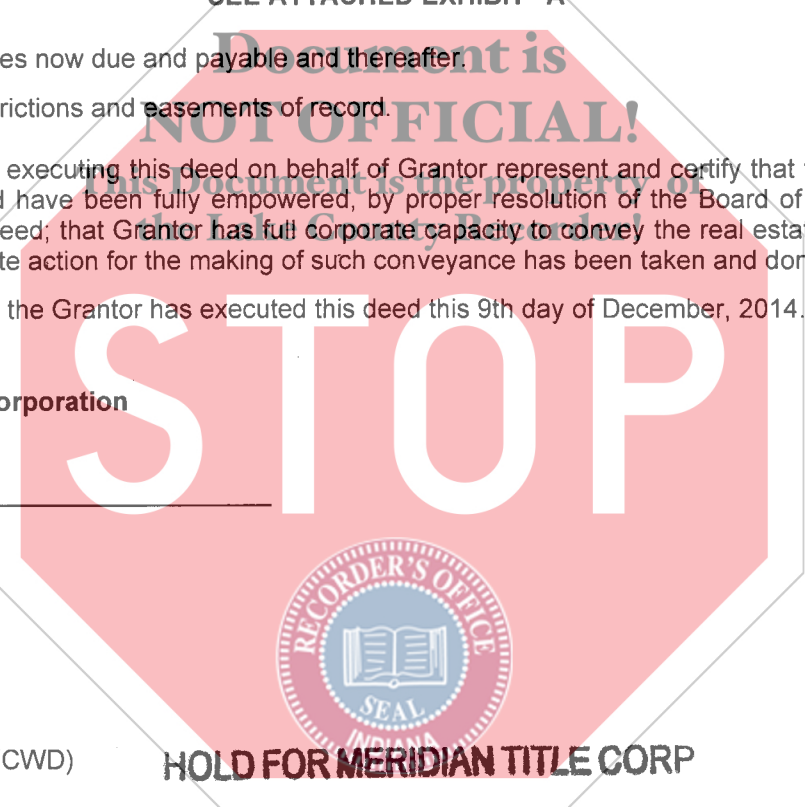 SEE ATTACHED EXHIBIT "A"
Document is
es now due and payable and thereafter.
NOT OFFICIAL!
rictions and easements of record.
executing this deed on behalf of Grantor represent and certify that
This Document is the property of
have been fully empowered, by proper resolution of the Board of
the Lake County Recorder!
eed; that Grantor has full corporate capacity to convey the real esta
te action for the making of such conveyance has been taken and don
the Grantor has executed this deed this 9th day of December, 2014.
STOP
orporation
RECORDER'S OFFICE
SEAL
INDIANA
CWD)
HOLD FOR MERIDIAN TITLE CORP